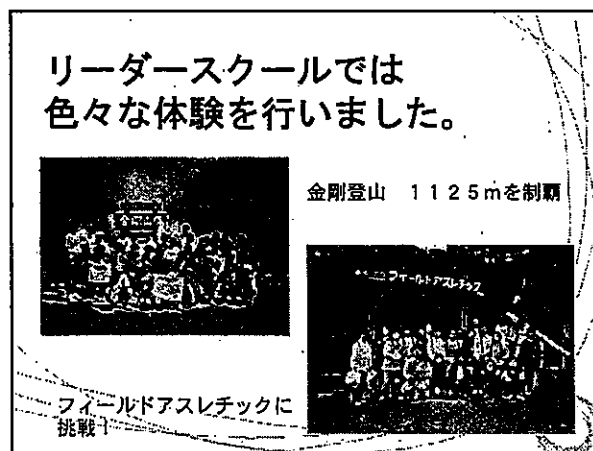 リーダースクールでは
色々な体験を行いました。
金剛登山　１１２５ｍを制覇
フィールドアスレチック
フィールドアスレチックに
挑戦！